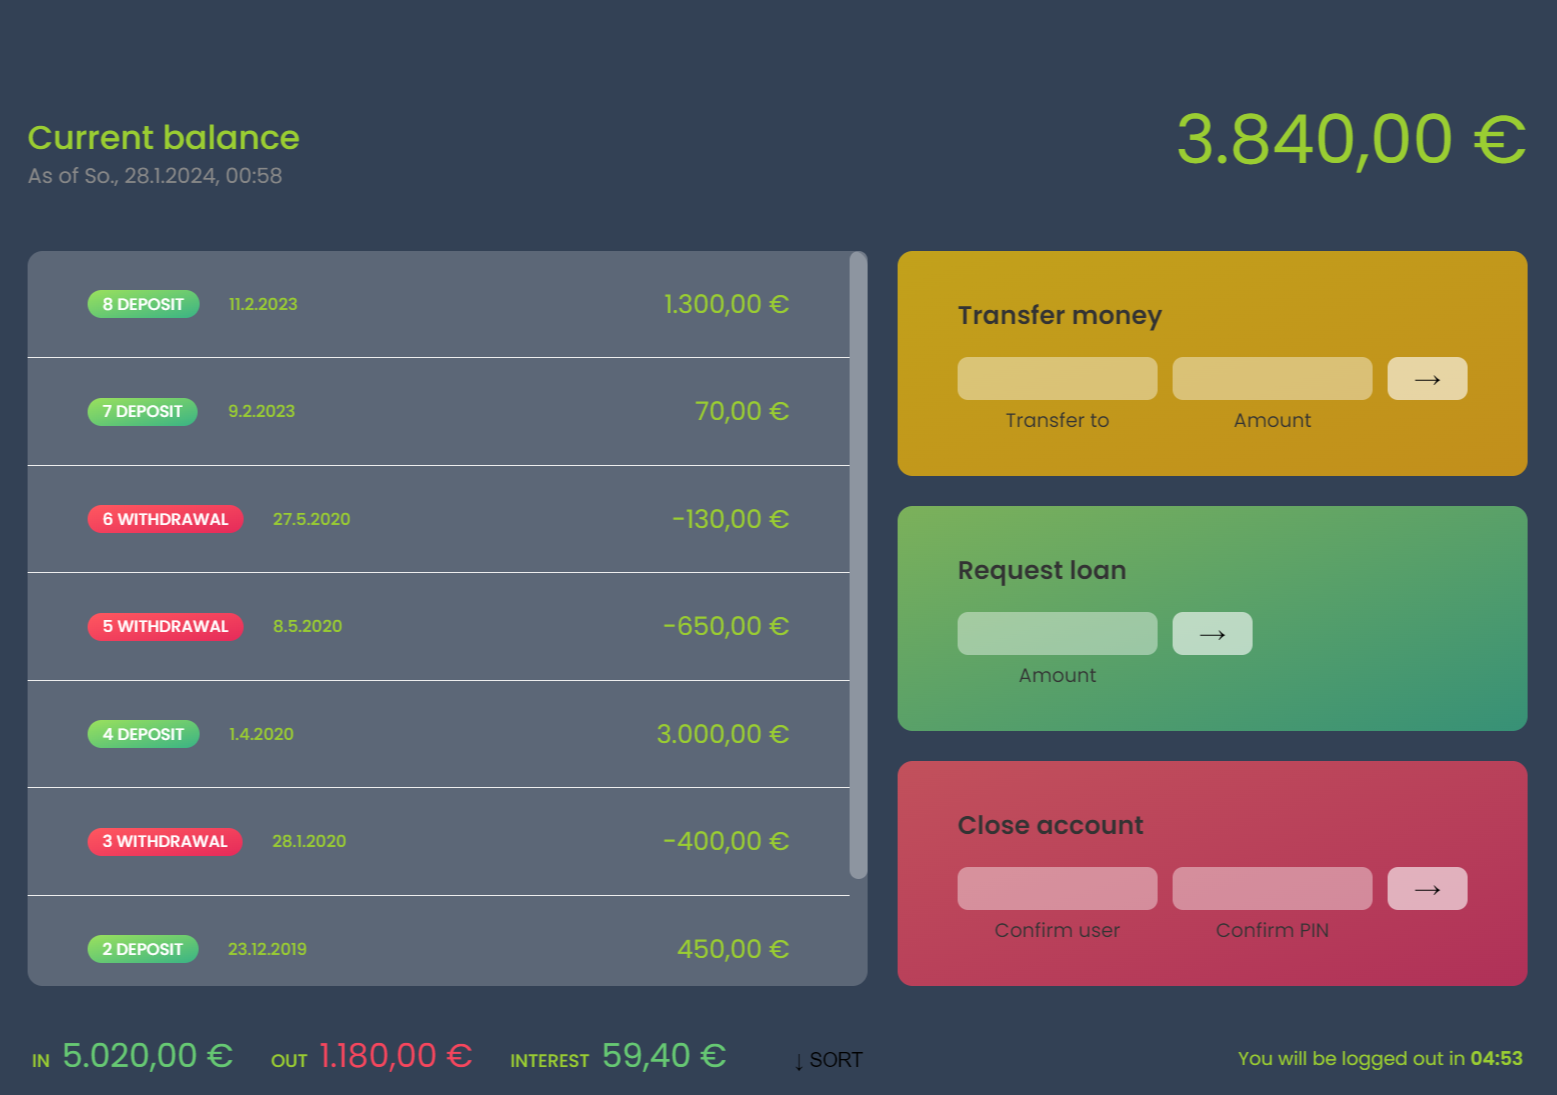 Current balance
As of So., 28.1.2024, 00:58
3.840,00 €
8 DEPOSIT 11.2.2023 1.300,00 €
7 DEPOSIT 9.2.2023 70,00 €
6 WITHDRAWAL 27.5.2020 -130,00 €
5 WITHDRAWAL 8.5.2020 -650,00 €
4 DEPOSIT 1.4.2020 3.000,00 €
3 WITHDRAWAL 28.1.2020 -400,00 €
2 DEPOSIT 23.12.2019 450,00 €
Transfer money
→
Transfer to Amount
Request loan
→
Amount
Close account
→
Confirm user Confirm PIN
IN 5.020,00 € OUT 1.180,00 € INTEREST 59,40 € ↓ SORT
You will be logged out in 04:53